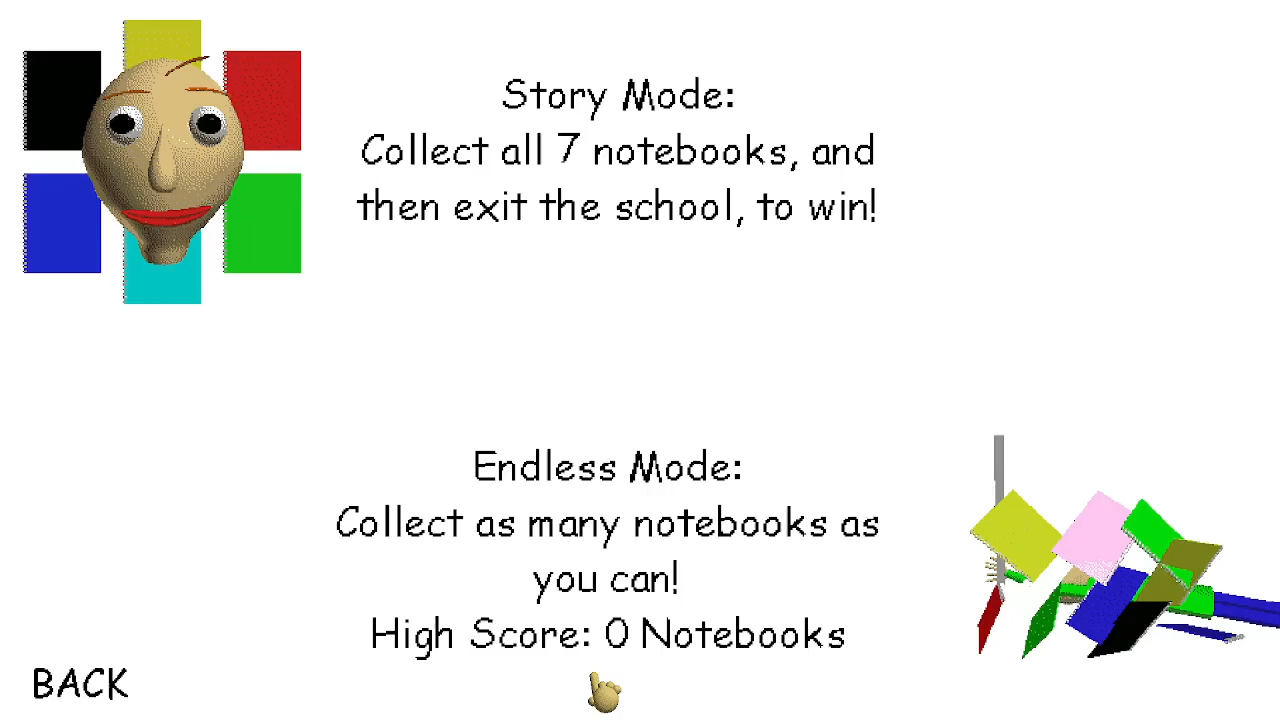 Story Mode:
Collect all 7 notebooks, and
then exit the school, to win!
Endless Mode:
Collect as many notebooks as
you can!
High Score: 0 Notebooks
BACK